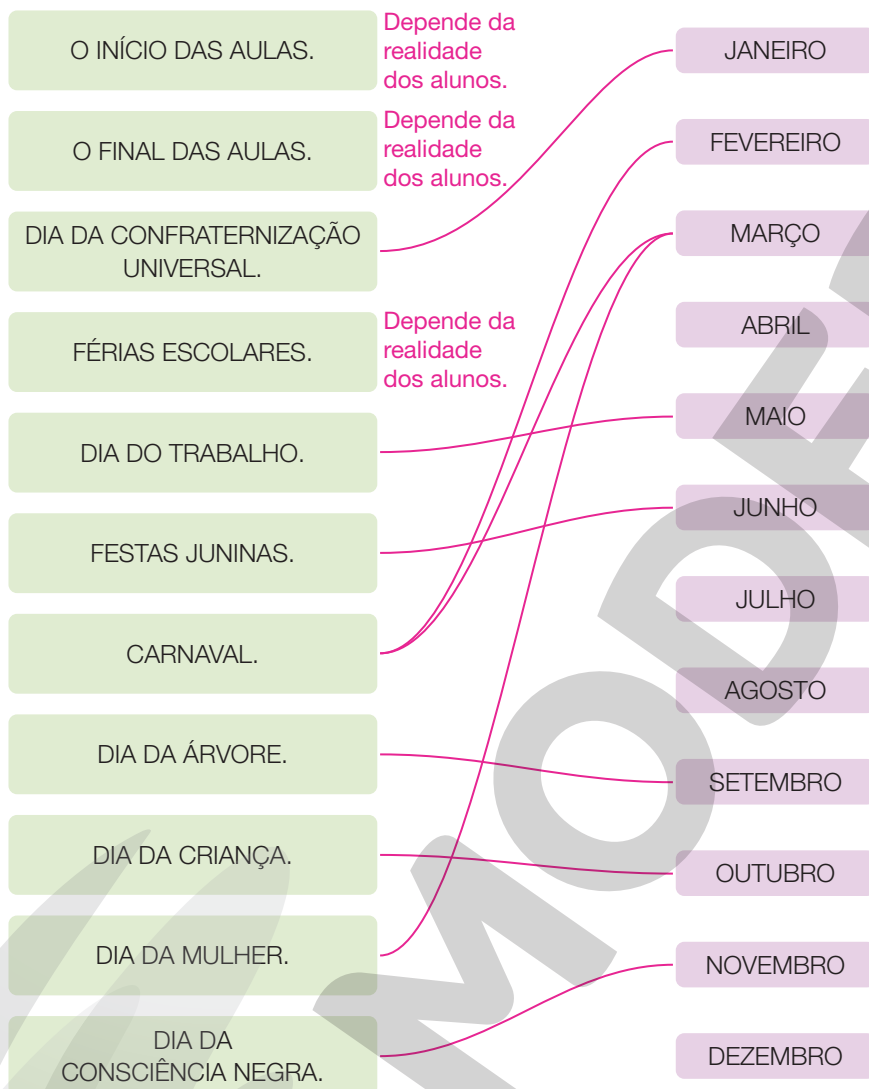 O INÍCIO DAS AULAS.
Depende da
realidade
dos alunos.
JANEIRO
O FINAL DAS AULAS.
Depende da
realidade
dos alunos.
FEVEREIRO
DIA DA CONFRATERNIZAÇÃO
UNIVERSAL.
MARÇO
FÉRIAS ESCOLARES.
Depende da
realidade
dos alunos.
ABRIL
DIA DO TRABALHO.
MAIO
FESTAS JUNINAS.
JUNHO
CARNAVAL.
JULHO
AGOSTO
DIA DA ÁRVORE.
SETEMBRO
DIA DA CRIANÇA.
OUTUBRO
DIA DA MULHER.
NOVEMBRO
DIA DA
CONSCIÊNCIA NEGRA.
DEZEMBRO
MODE